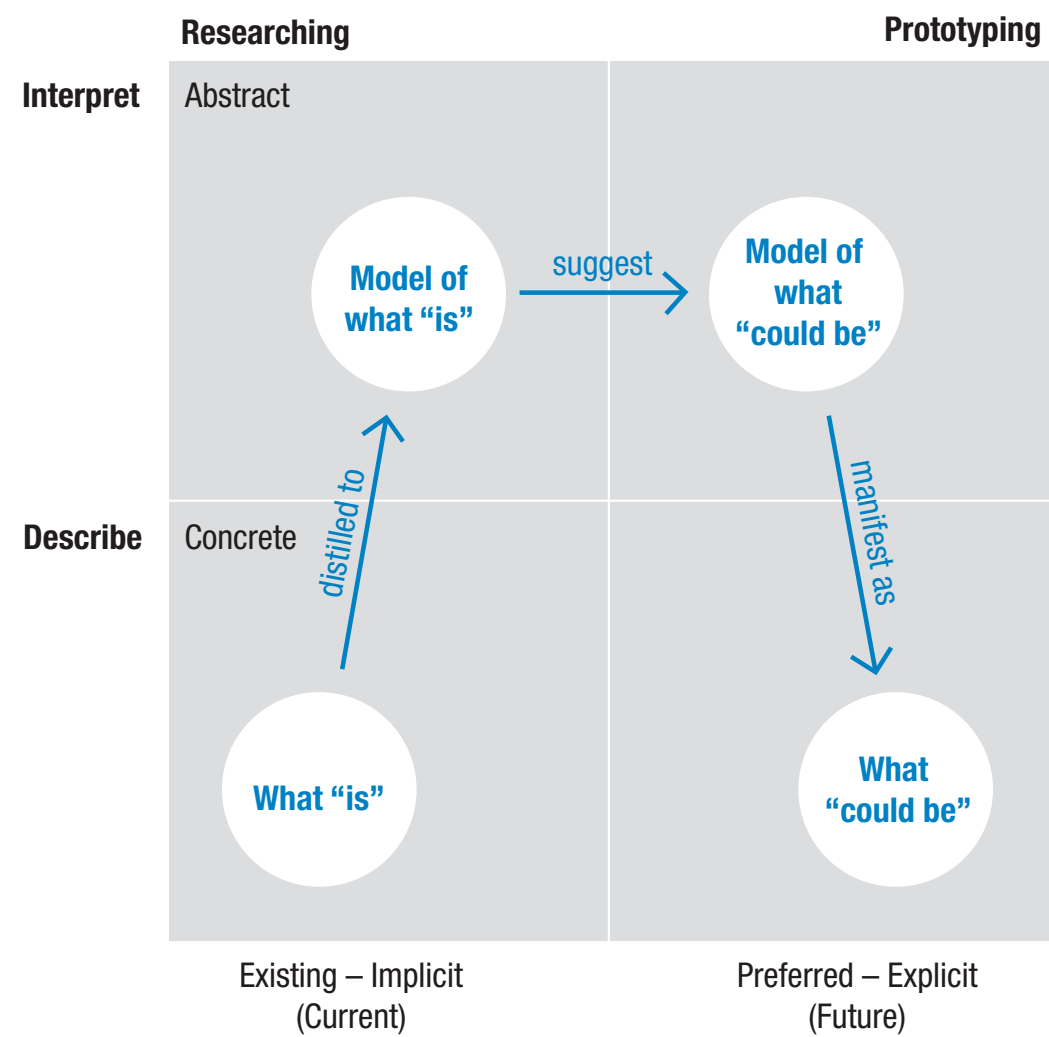 Researching
Prototyping
Interpret
Abstract
Model of
what “is”
suggest
Model of
what
“could be”
distilled to
manifest as
Describe
Concrete
What “is”
What
“could be”
Existing – Implicit
(Current)
Preferred – Explicit
(Future)